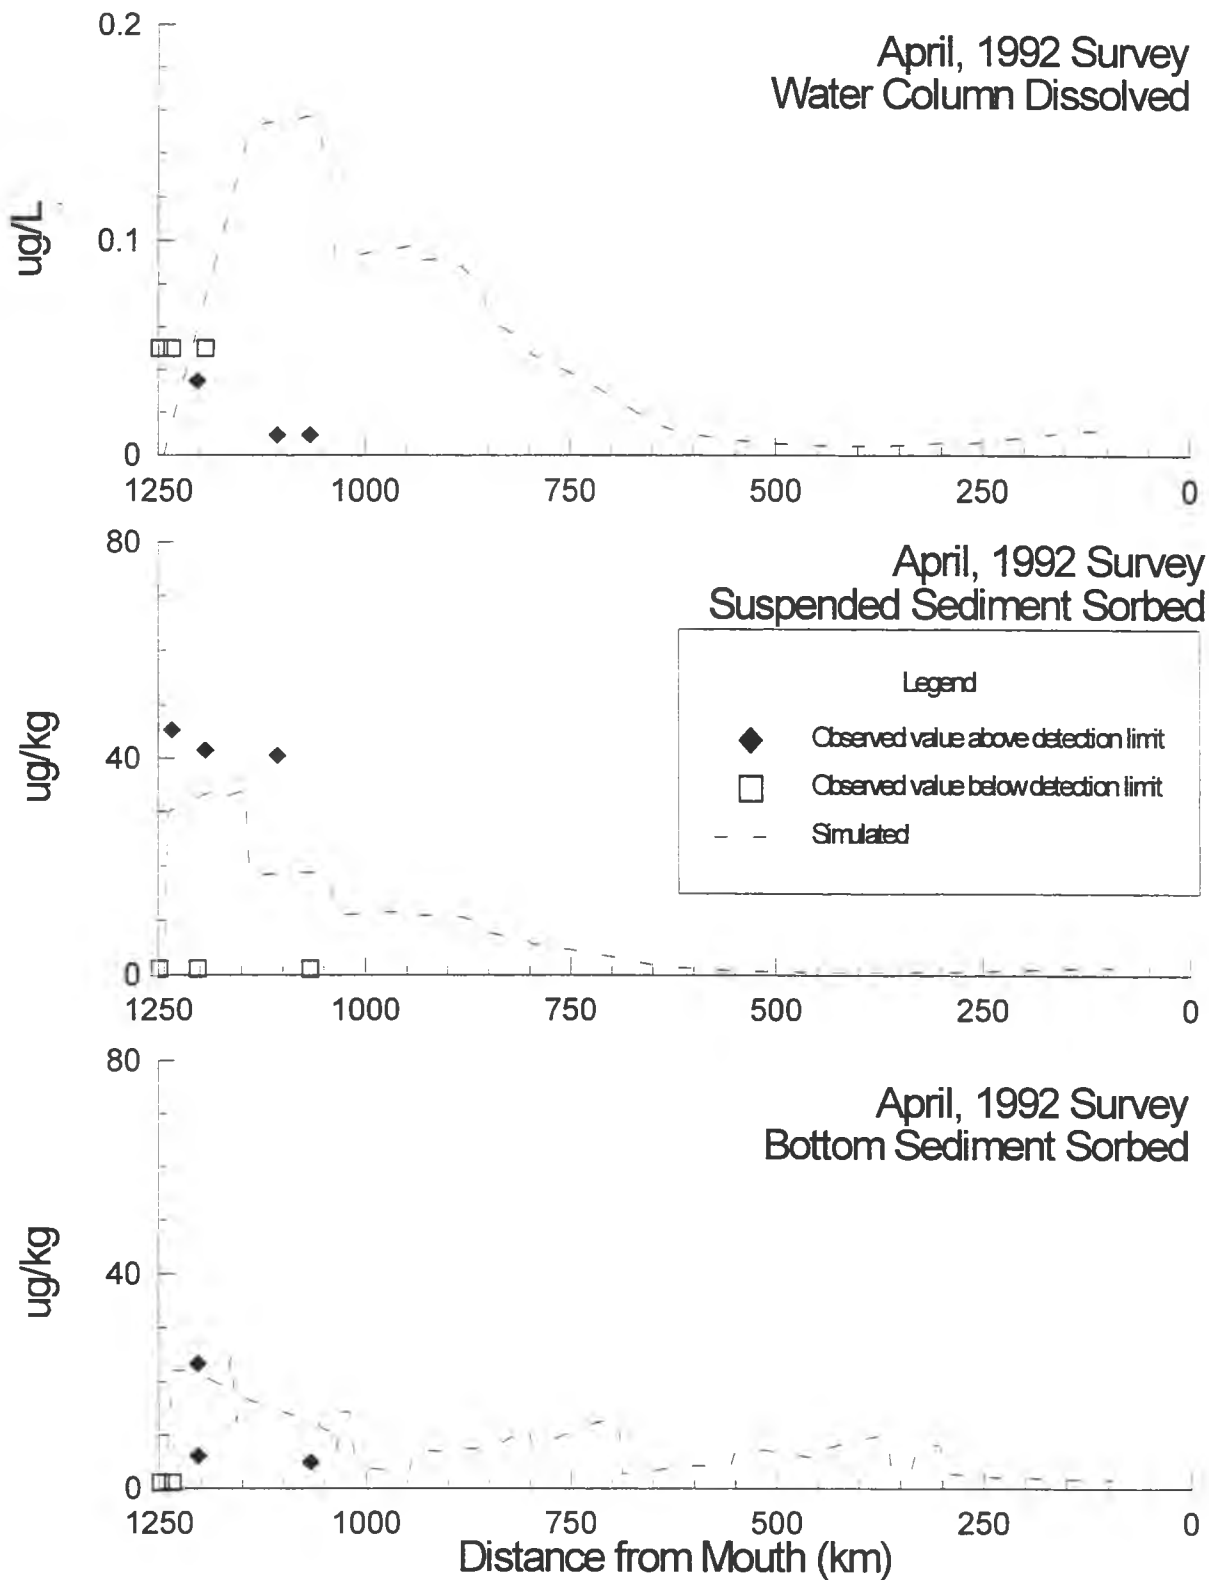 April, 1992 Survey
Water Column Dissolved
ug/L
0.2
0.1
0
1250 1000 750 500 250 0
April, 1992 Survey
Suspended Sediment Sorbed
ug/kg
80
40
0
Legend
Observed value above detection limit
Observed value below detection limit
Simulated
1250 1000 750 500 250 0
April, 1992 Survey
Bottom Sediment Sorbed
ug/kg
80
40
0
1250 1000 750 500 250 0
Distance from Mouth (km)